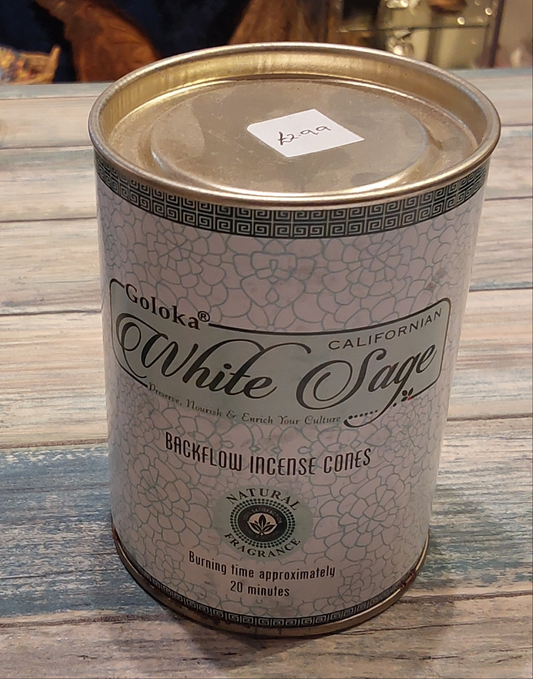 £2.99
Goloka®
CALIFORNIAN
White Sage
Preserve, Nourish & Enrich Your Culture
BACKFLOW INCENSE CONES
NATURAL
FRAGRANCE
Burning time approximately
20 minutes